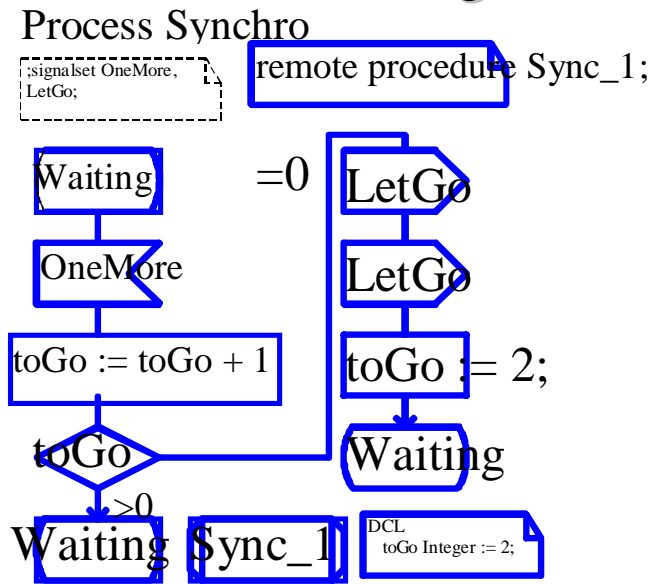 Process Synchro
;signalset OneMore,
LetGo;
remote procedure Sync_1;
Waiting
OneMore
toGo := toGo + 1
toGo
>0
Waiting
=0
LetGo
LetGo
toGo := 2;
Waiting
Sync_1
DCL
toGo Integer := 2;